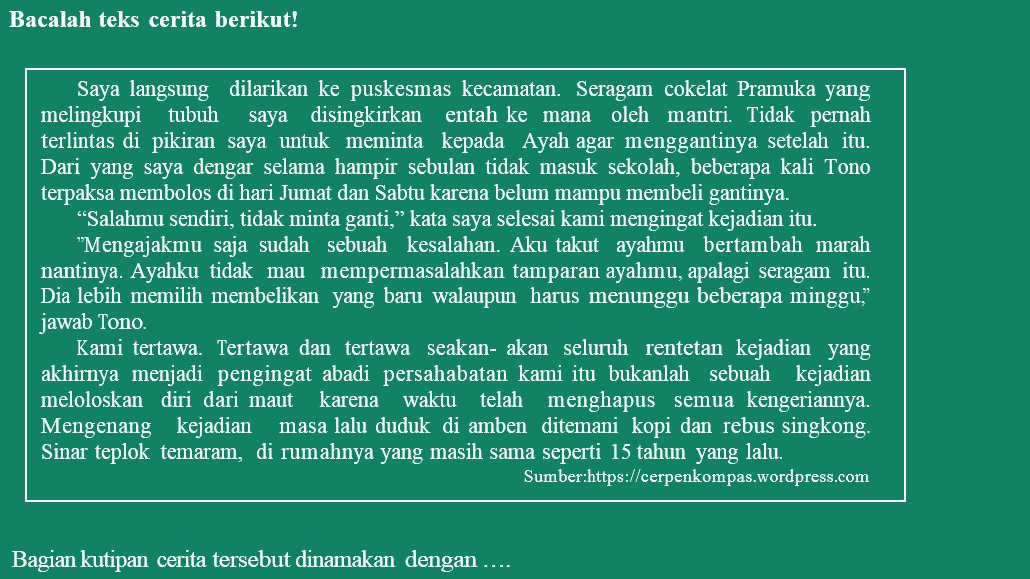 Bacalah teks cerita berikut!
Saya langsung dilarikan ke puskesmas kecamatan. Seragam cokelat Pramuka yang
melingkupi tubuh saya disingkirkan entah ke mana oleh mantri. Tidak pernah
terlintas di pikiran saya untuk meminta kepada Ayah agar menggantinya setelah itu.
Dari yang saya dengar selama hampir sebulan tidak masuk sekolah, beberapa kali Tono
terpaksa membolos di hari Jumat dan Sabtu karena belum mampu membeli gantinya.
“Salahmu sendiri, tidak minta ganti,” kata saya selesai kami mengingat kejadian itu.
”Mengajakmu saja sudah sebuah kesalahan. Aku takut ayahmu bertambah marah
nantinya. Ayahku tidak mau mempermasalahkan tamparan ayahmu, apalagi seragam itu.
Dia lebih memilih membelikan yang baru walaupun harus menunggu beberapa minggu,”
jawab Tono.
Kami tertawa. Tertawa dan tertawa seakan- akan seluruh rentetan kejadian yang
akhirnya menjadi pengingat abadi persahabatan kami itu bukanlah sebuah kejadian
meloloskan diri dari maut karena waktu telah menghapus semua kengeriannya.
Mengenang kejadian masa lalu duduk di amben ditemani kopi dan rebus singkong.
Sinar teplok temaram, di rumahnya yang masih sama seperti 15 tahun yang lalu.
Sumber:https://cerpenkompas.wordpress.com
Bagian kutipan cerita tersebut dinamakan dengan ….